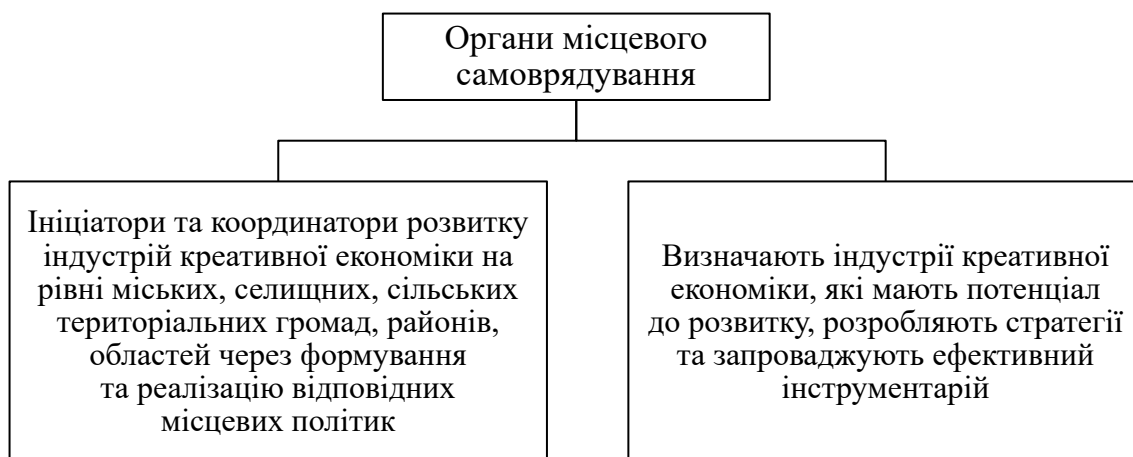 Органи місцевого
самоврядування
Ініціатори та координатори розвитку
індустрій креативної економіки на
рівні міських, селищних, сільських
територіальних громад, районів,
областей через формування
та реалізацію відповідних
місцевих політик
Визначають індустрії креативної
економіки, які мають потенціал
до розвитку, розробляють стратегії
та запроваджують ефективний
інструментарій